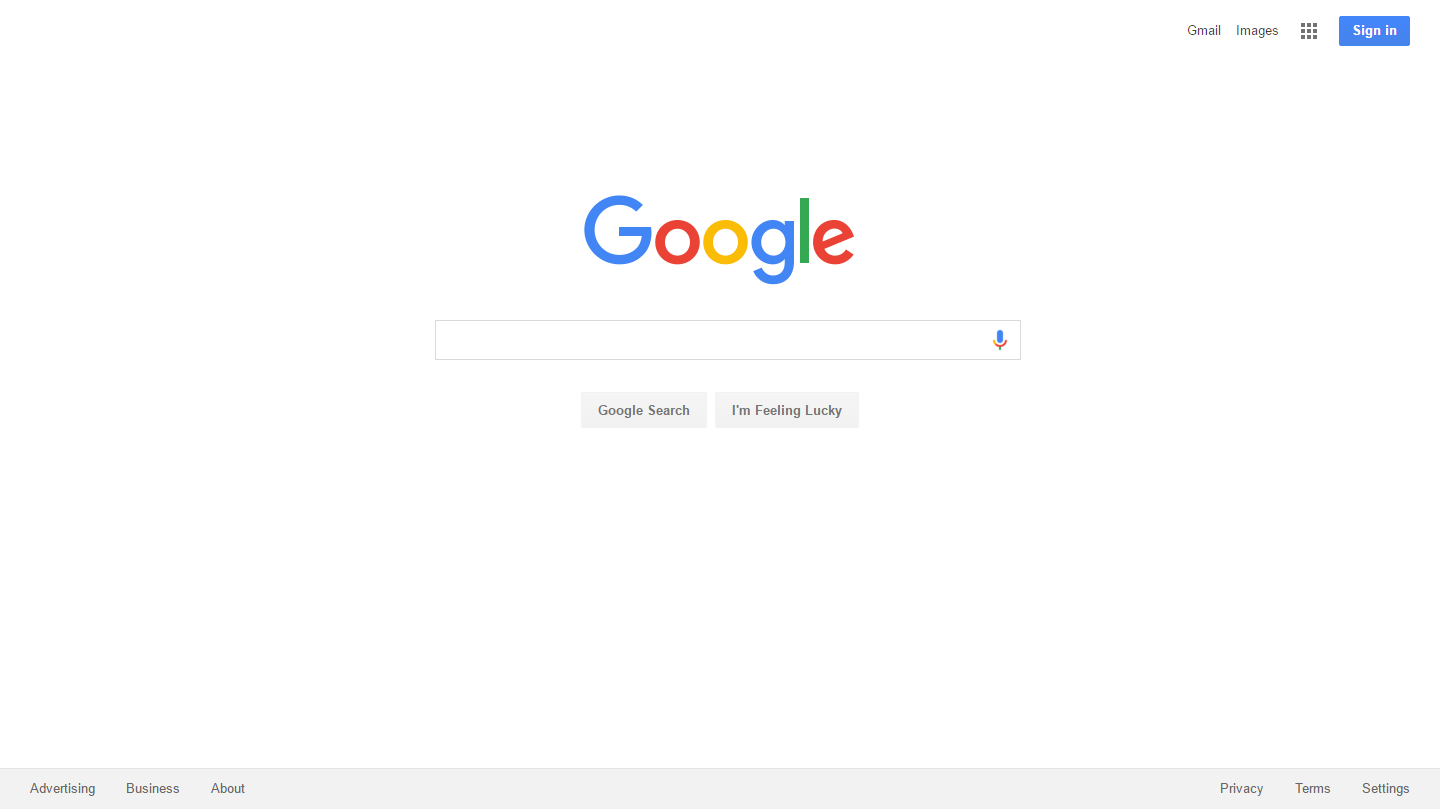 Gmail Images Sign in
Google
Google Search I'm Feeling Lucky
Advertising Business About Privacy Terms Settings